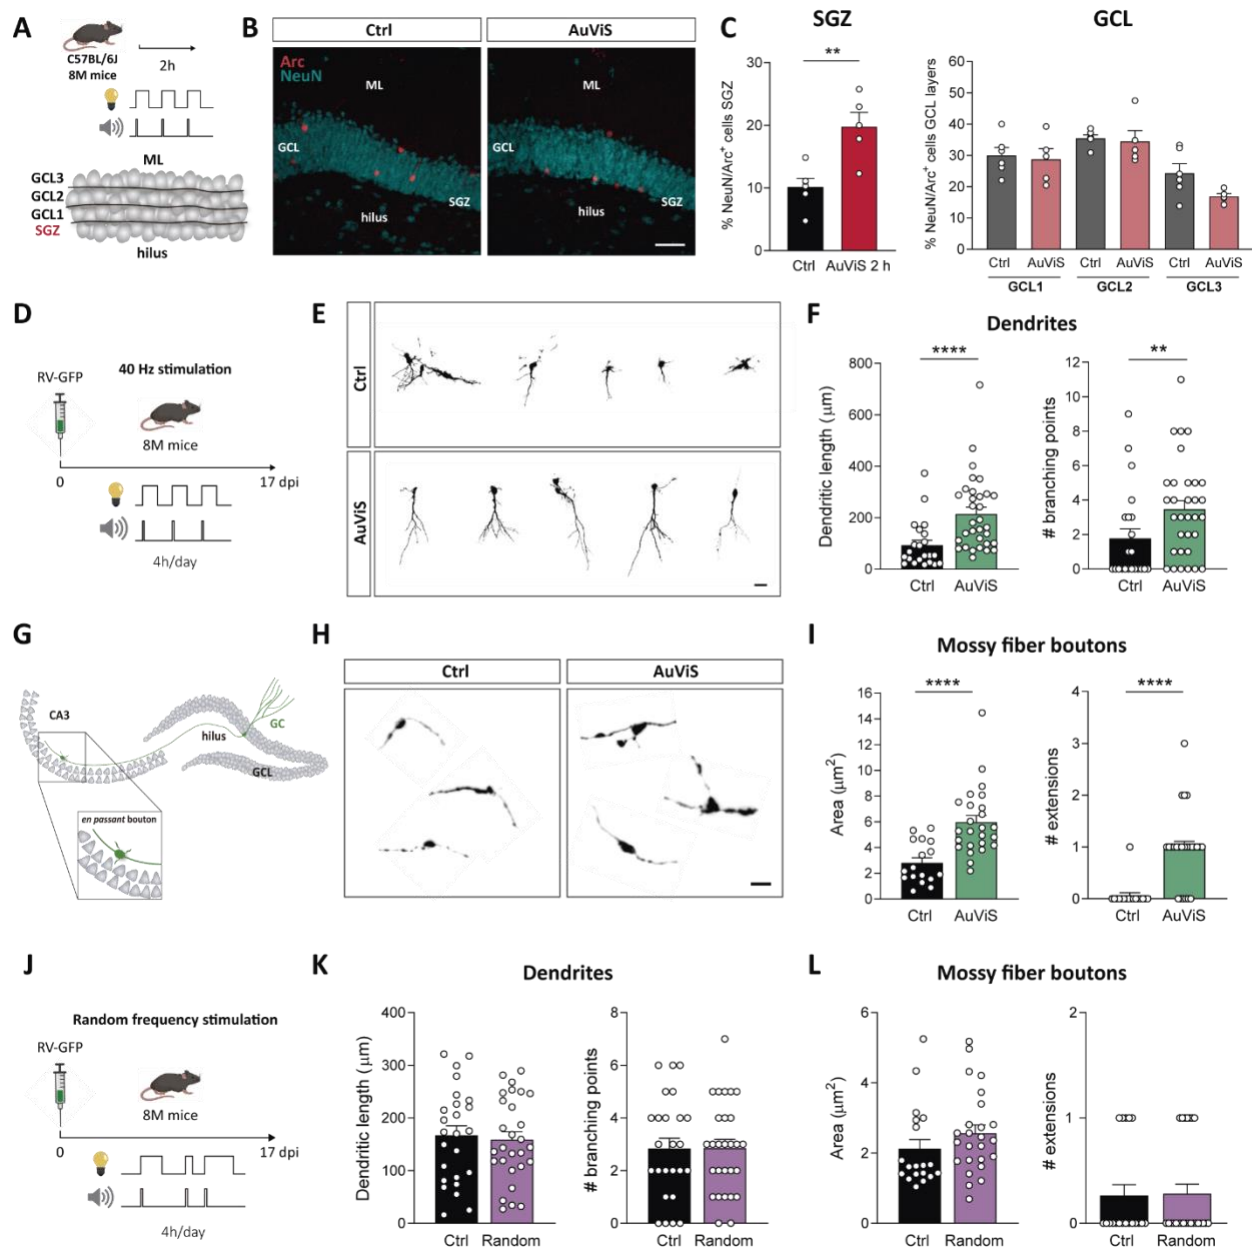 A
C57BL/6J
8M mice
2h
ML
GCL3
GCL2
GCL1
SGZ
hilus
B
Ctrl
AuViS
Arc
NeuN
ML
GCL
hilus
SGZ
ML
GCL
hilus
SGZ
C
SGZ
**
% NeuN/Arc+ cells SGZ
30
20
10
0
Ctrl AuViS 2 h
GCL
% NeuN/Arc+ cells GCL layers
60
50
40
30
20
10
0
Ctrl AuViS Ctrl AuViS Ctrl AuViS
GCL1 GCL2 GCL3
D
40 Hz stimulation
RV-GFP
8M mice
0
17 dpi
4h/day
E
Ctrl
AuViS
F
Dendrites
****
Dendritic length (μm)
800
600
400
200
0
Ctrl AuViS
**
# branching points
12
10
8
6
4
2
0
Ctrl AuViS
G
CA3
GC
hilus
GCL
en passant bouton
H
Ctrl
AuViS
I
Mossy fiber boutons
****
Area (μm2)
16
14
12
10
8
6
4
2
0
Ctrl AuViS
****
# extensions
4
3
2
1
0
Ctrl AuViS
J
Random frequency stimulation
RV-GFP
8M mice
0
17 dpi
4h/day
K
Dendrites
Dendritic length (μm)
400
300
200
100
0
Ctrl Random
# branching points
8
6
4
2
0
Ctrl Random
L
Mossy fiber boutons
Area (μm2)
6
4
2
0
Ctrl Random
# extensions
2
1
0
Ctrl Random